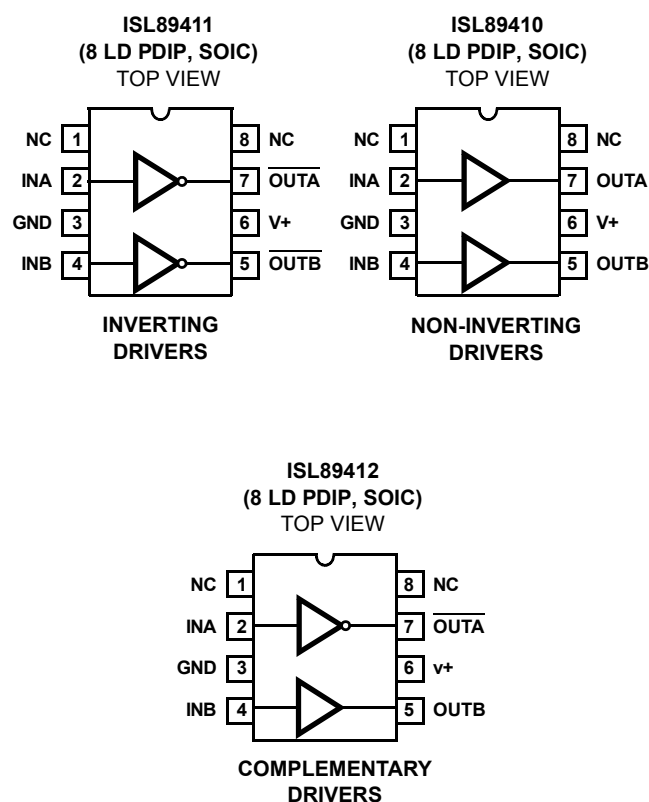 ISL89411
(8 LD PDIP, SOIC)
TOP VIEW
NC 1 8 NC
INA 2 7 OUTA
GND 3 6 V+
INB 4 5 OUTB
INVERTING
DRIVERS
ISL89410
(8 LD PDIP, SOIC)
TOP VIEW
NC 1 8 NC
INA 2 7 OUTA
GND 3 6 V+
INB 4 5 OUTB
NON-INVERTING
DRIVERS
ISL89412
(8 LD PDIP, SOIC)
TOP VIEW
NC 1 8 NC
INA 2 7 OUTA
GND 3 6 v+
INB 4 5 OUTB
COMPLEMENTARY
DRIVERS